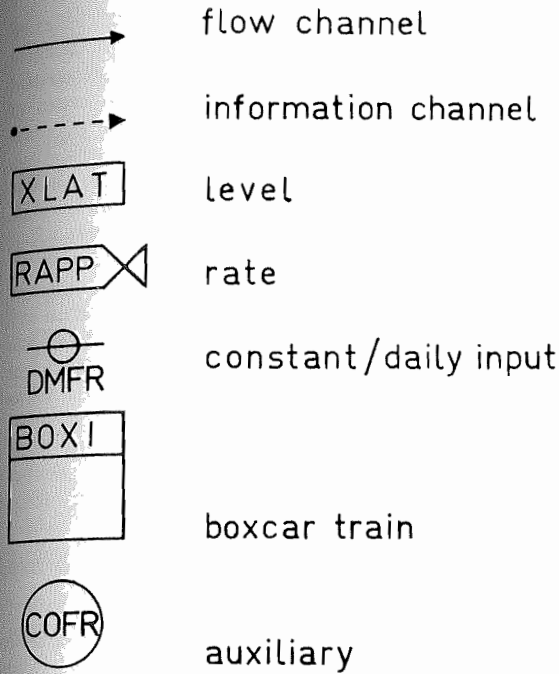 flow channel
information channel
XLAT level
RAPP rate
constant/daily input
DMFR
BOXI
boxcar train
COFR
auxiliary